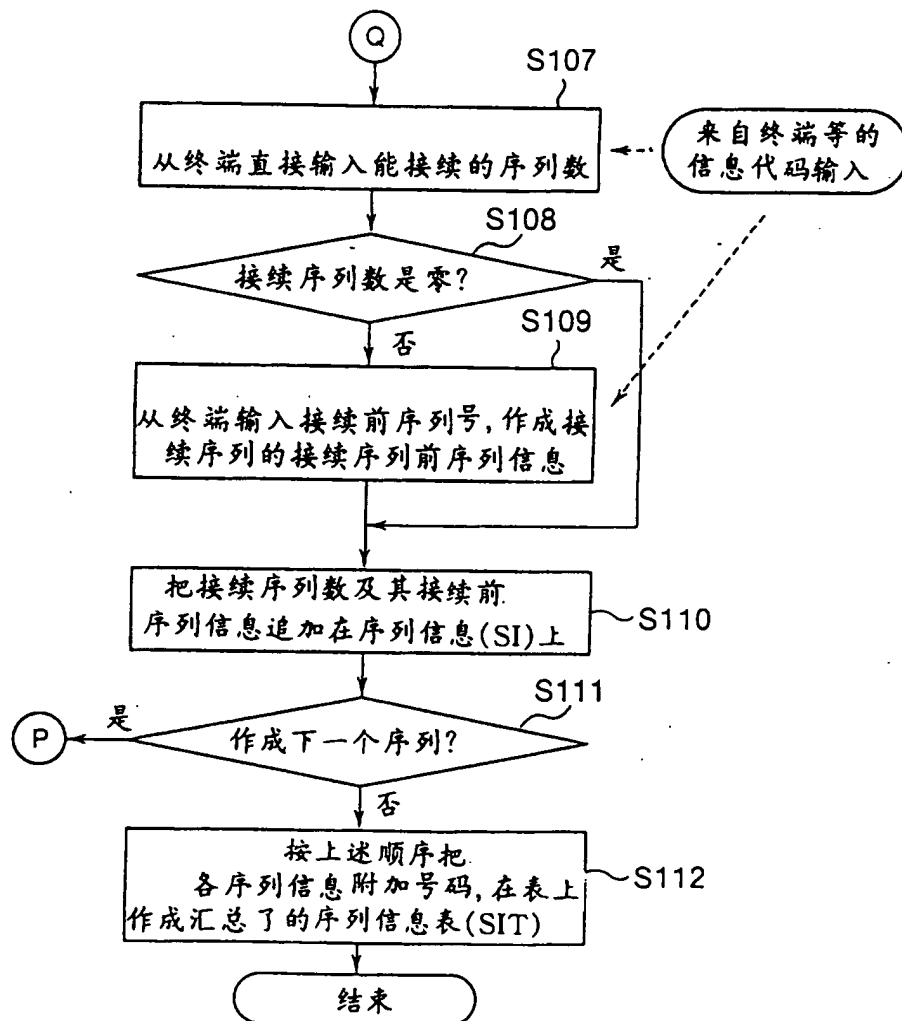 Q
S107
从终端直接输入能接续的序列数
来自终端等的
信息代码输入
S108
接续序列数是零?
是
否
S109
从终端输入接续前序列号,作成接
续序列的接续序列前序列信息
把接续序列数及其接续前
序列信息追加在序列信息(SI)上
S110
S111
作成下一个序列?
是
P
否
按上述顺序把
各序列信息附加号码,在表上
作成汇总了的序列信息表(SIT)
S112
结束